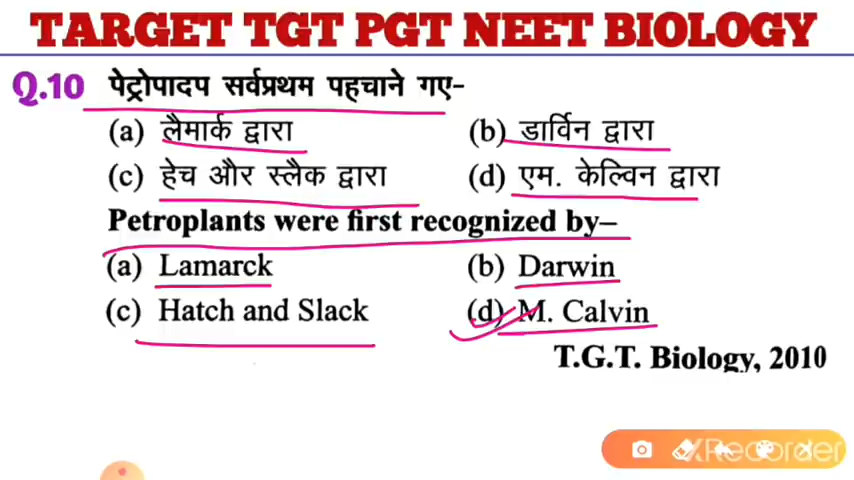 TARGET TGT PGT NEET BIOLOGY
Q.10 पेट्रोपादप सर्वप्रथम पहचाने गए-
(a) लैमार्क द्वारा (b) डार्विन द्वारा
(c) हेच और स्लैक द्वारा (d) एम. केल्विन द्वारा
Petroplants were first recognized by–
(a) Lamarck (b) Darwin
(c) Hatch and Slack (d) M. Calvin
T.G.T. Biology, 2010
XRecorder